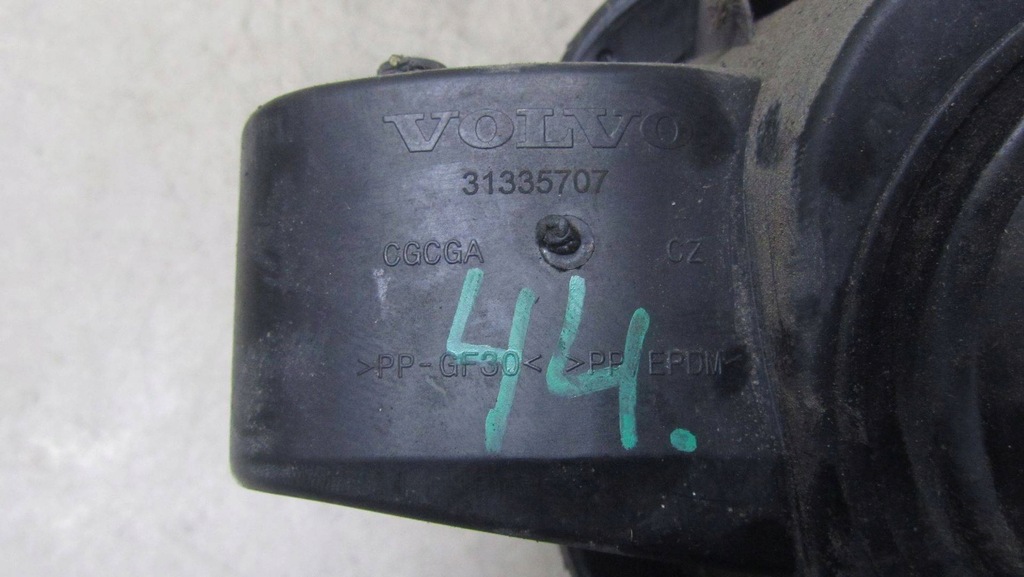 VOLVO
31335707
CGCGA CZ
44.
>PP-GF30< >PP EPDM<